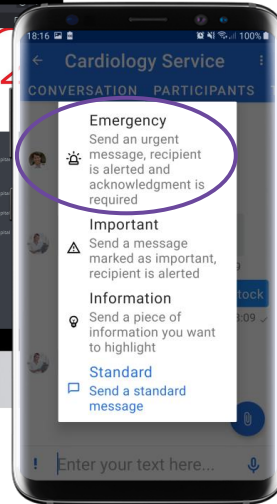 2
18:16 100%
Cardiology Service
CONVERSATION PARTICIPANTS
Emergency
Send an urgent
message, recipient
is alerted and
acknowledgment is
required
Important
Send a message
marked as important,
recipient is alerted
Information
Send a piece of
information you want
to highlight
Standard
Send a standard
message
tock
3:09
! Enter your text here...